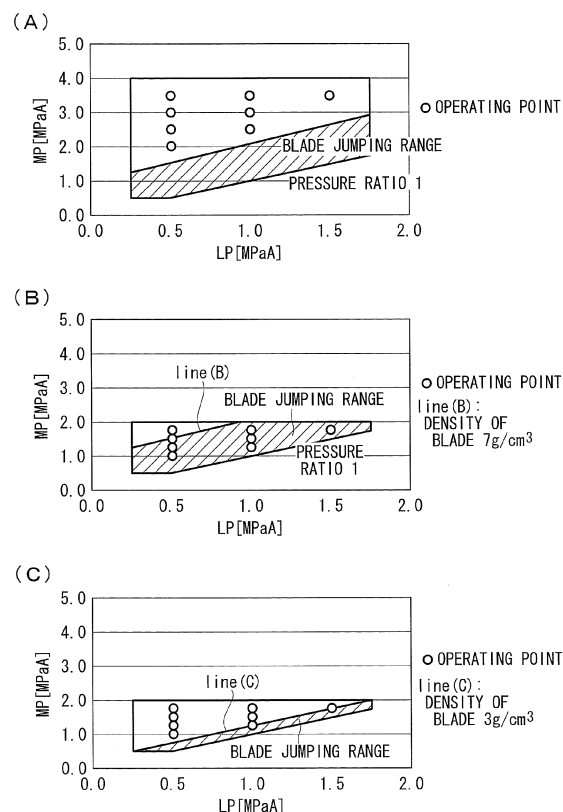 (A)
5.0
4.0
3.0
2.0
1.0
0.0
MP[MPaA]
BLADE JUMPING RANGE
PRESSURE RATIO 1
0.0 0.5 1.0 1.5 2.0
LP[MPaA]
OPERATING POINT
(B)
5.0
4.0
3.0
2.0
1.0
0.0
MP[MPaA]
line(B)
BLADE JUMPING RANGE
PRESSURE
RATIO 1
0.0 0.5 1.0 1.5 2.0
LP[MPaA]
OPERATING POINT
line(B):
DENSITY OF
BLADE 7g/cm³
(C)
5.0
4.0
3.0
2.0
1.0
0.0
MP[MPaA]
line(C)
BLADE JUMPING RANGE
0.0 0.5 1.0 1.5 2.0
LP[MPaA]
OPERATING POINT
line(C):
DENSITY OF
BLADE 3g/cm³